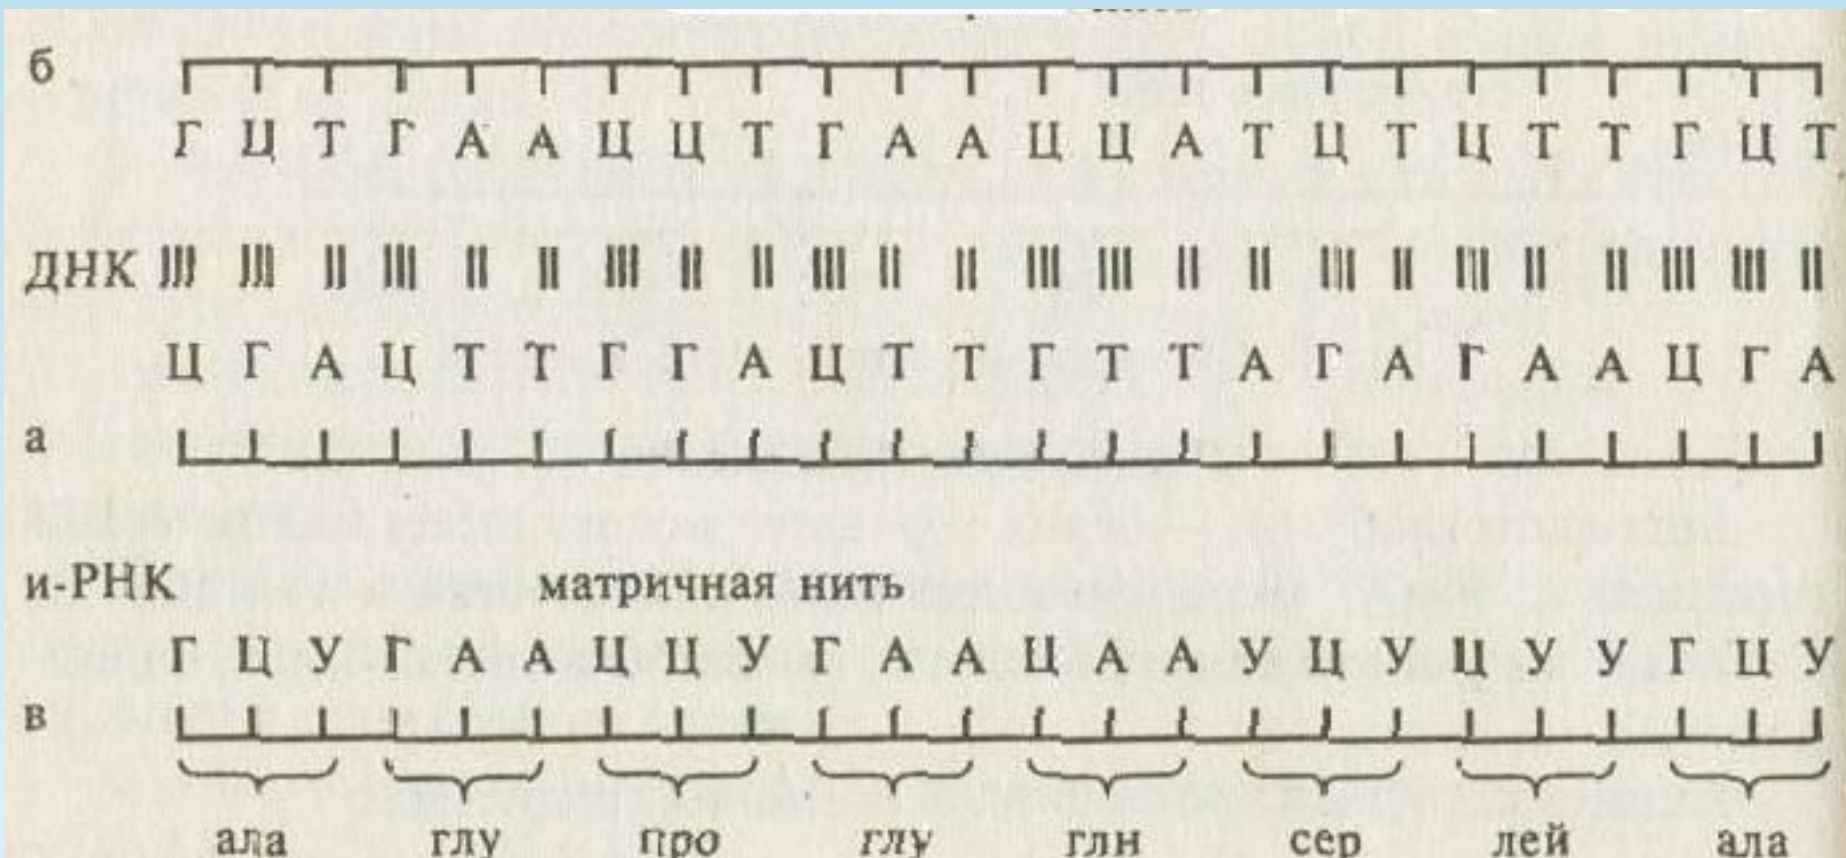 б
Г Ц Т Г А А Ц Ц Т Г А А Ц Ц А Т Ц Т Ц Т Т Г Ц Т
ДНК
Ц Г А Ц Т Т Г Г А Ц Т Т Г Т Т А Г А Г А А Ц Г А
а
и-РНК матричная нить
Г Ц У Г А А Ц Ц У Г А А Ц А А У Ц У Ц У У Г Ц У
в
ала глу про глу глн сер лей ала